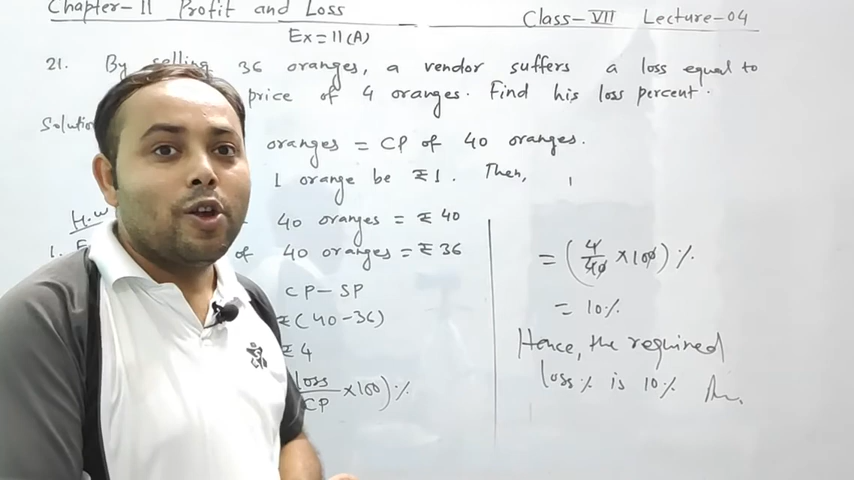 Chapter-11 Profit and Loss
Class-VII Lecture-04
Ex=11(A)
21. By selling 36 oranges, a vendor suffers a loss equal to
price of 4 oranges. Find his loss percent.
Solution
oranges = CP of 40 oranges.
1 orange be ₹1. Then,
H.W
40 oranges = ₹40
1.
of 40 oranges = ₹36
CP-SP
₹(40-36)
₹4
loss/CP ×100)%
= (4/40 ×100)%
= 10%
Hence, the required
loss% is 10% Ans.